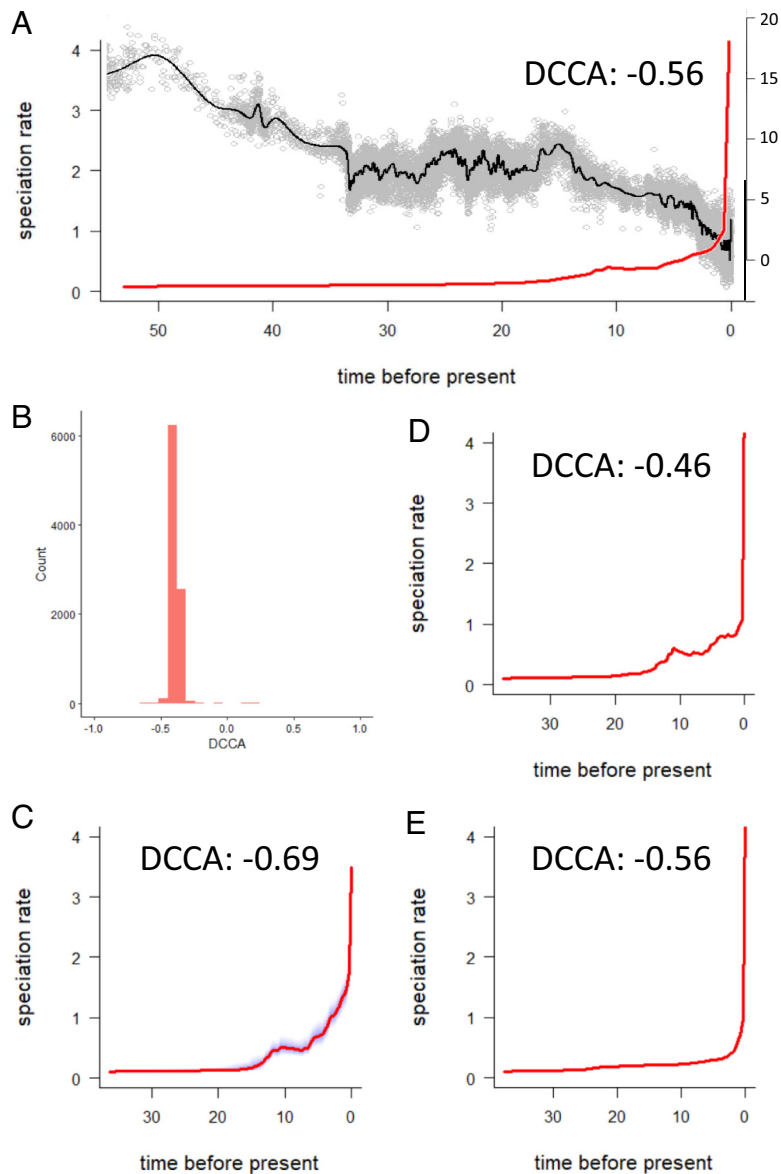 A
DCCA: -0.56
speciation rate
4
3
2
1
0
20
15
10
5
0
50
40
30
20
10
0
time before present
B
6000
4000
2000
0
Count
-1.0
-0.5
0.0
0.5
1.0
DCCA
D
DCCA: -0.46
speciation rate
4
3
2
1
0
30
20
10
0
time before present
C
DCCA: -0.69
speciation rate
4
3
2
1
0
30
20
10
0
time before present
E
DCCA: -0.56
speciation rate
4
3
2
1
0
30
20
10
0
time before present